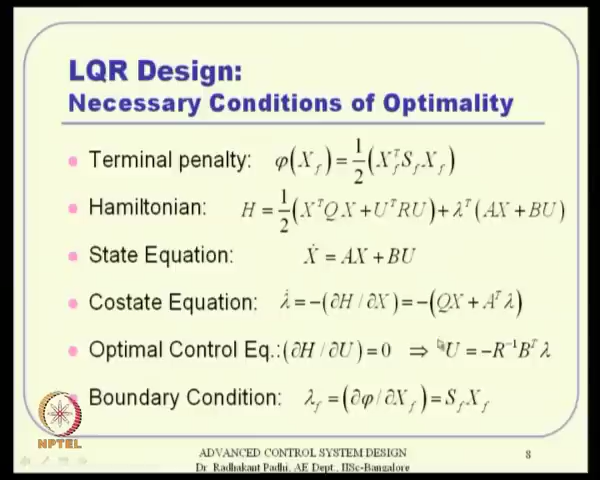 LQR Design:
Necessary Conditions of Optimality
Terminal penalty: φ(X_f) = 1/2 (X_f^T S_f X_f)
Hamiltonian: H = 1/2 (X^T QX + U^T RU) + λ^T (AX + BU)
State Equation: Ẋ = AX + BU
Costate Equation: λ̇ = −(∂H / ∂X) = −(QX + A^T λ)
Optimal Control Eq.: (∂H / ∂U) = 0 ⇒ U = −R^−1 B^T λ
Boundary Condition: λ_f = (∂φ / ∂X_f) = S_f X_f
NPTEL
ADVANCED CONTROL SYSTEM DESIGN
Dr. Radhakant Padhi, AE Dept., IISc-Bangalore
8